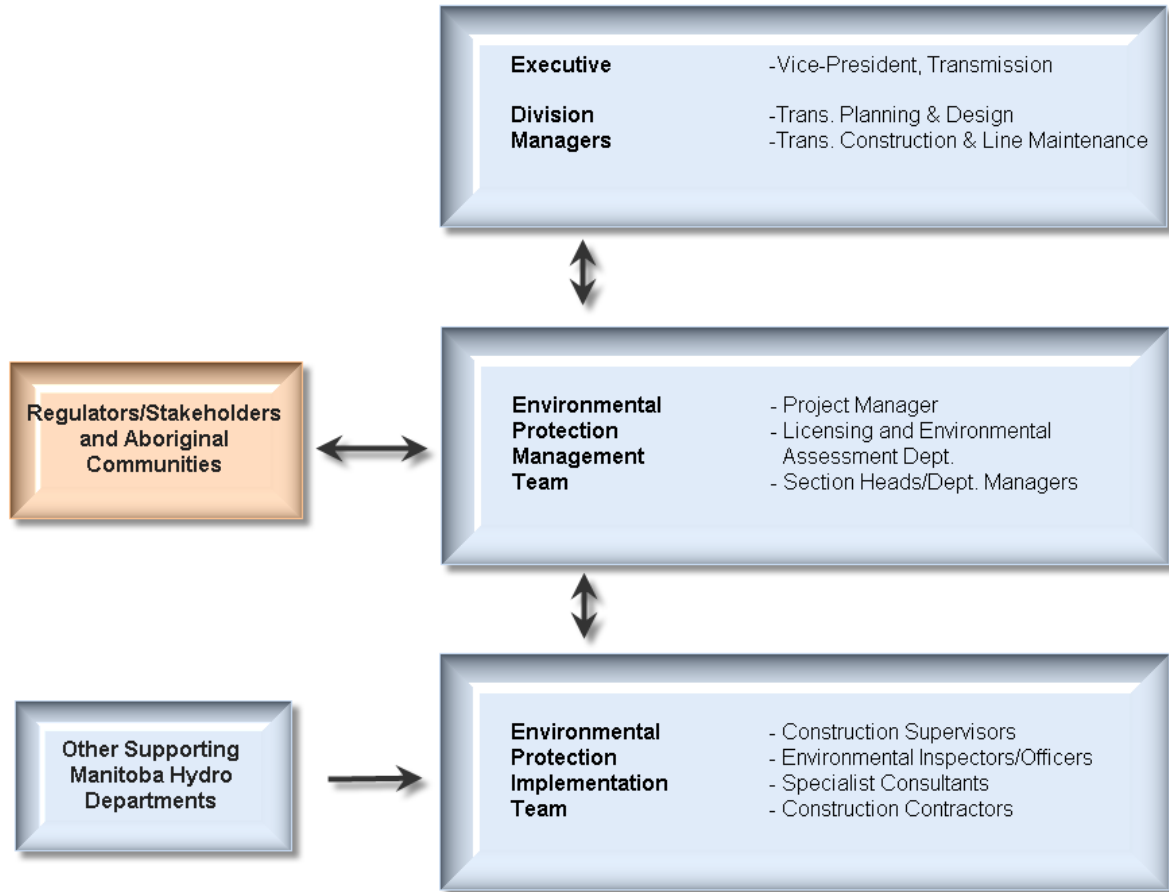 Executive -Vice-President, Transmission
Division -Trans. Planning & Design
Managers -Trans. Construction & Line Maintenance
Regulators/Stakeholders
and Aboriginal
Communities
Environmental - Project Manager
Protection - Licensing and Environmental
Management Assessment Dept.
Team - Section Heads/Dept. Managers
Other Supporting
Manitoba Hydro
Departments
Environmental - Construction Supervisors
Protection - Environmental Inspectors/Officers
Implementation - Specialist Consultants
Team - Construction Contractors